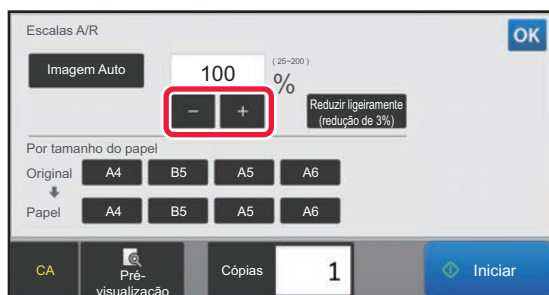 Escalas A/R
OK
Imagem Auto
100
(25~200)
%
− +
Reduzir ligeiramente
(redução de 3%)
Por tamanho do papel
Original A4 B5 A5 A6
Papel A4 B5 A5 A6
CA
Pré-
visualização
Cópias
1
Iniciar